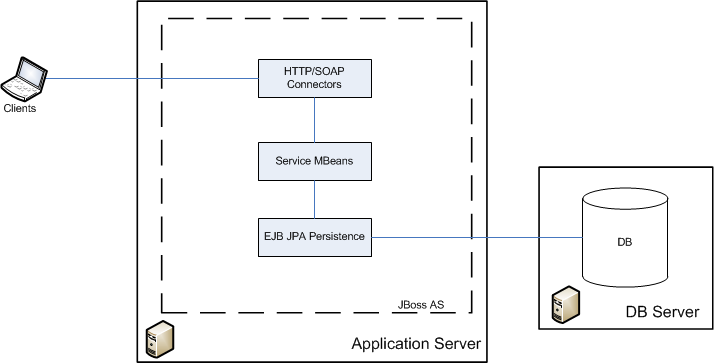 HTTP/SOAP
Connectors
Clients
Service MBeans
EJB JPA Persistence
DB
JBoss AS
DB Server
Application Server